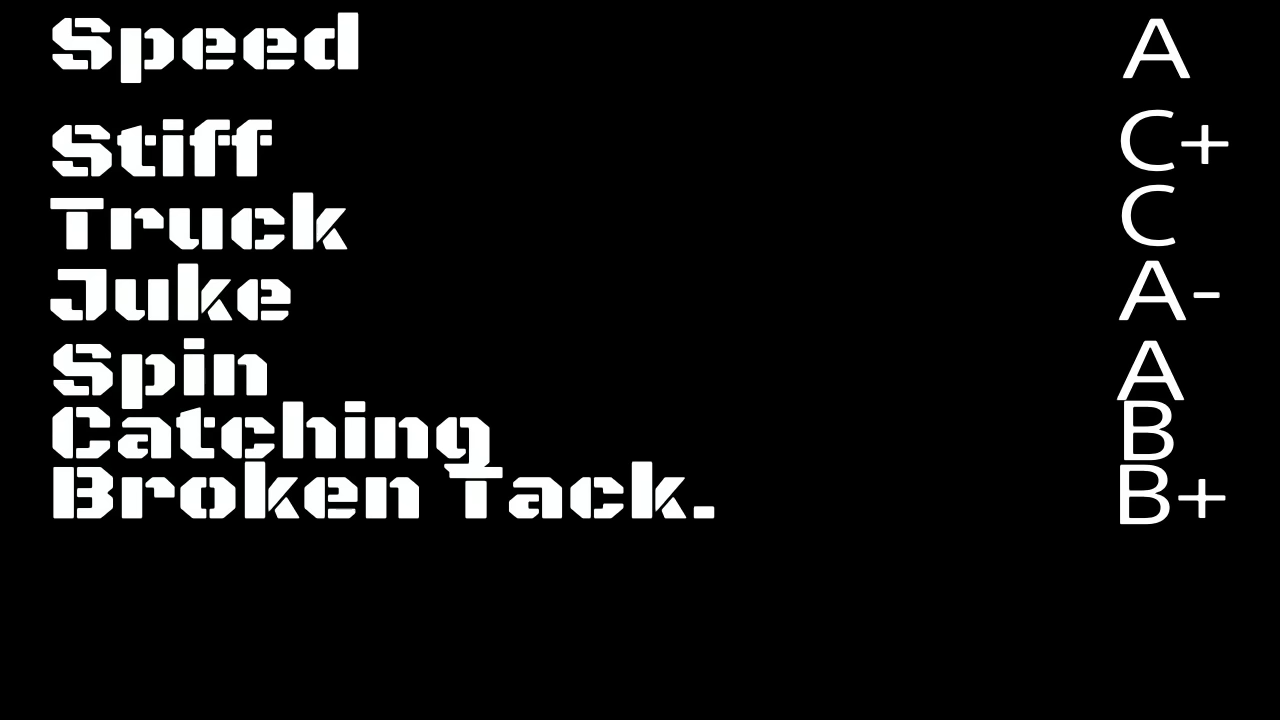 Speed A
Stiff C+
Truck C
Juke A-
Spin A
Catching B
Broken Tack. B+